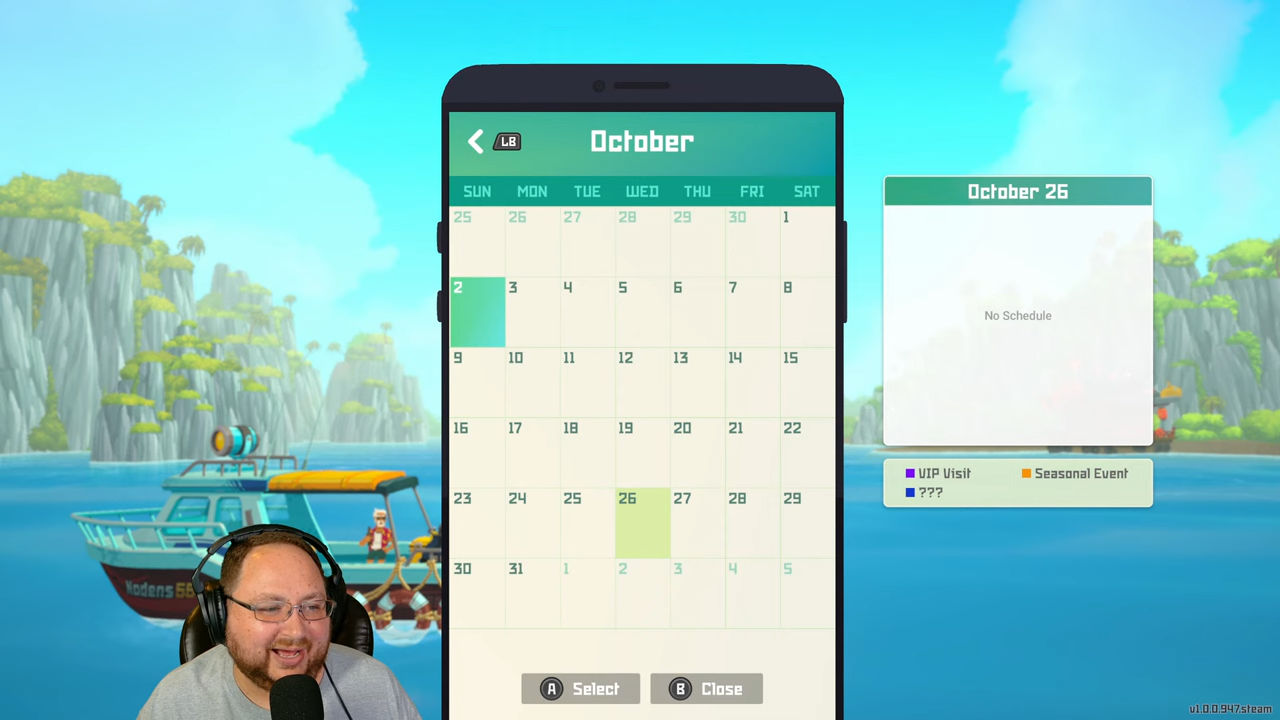 LB
October
SUN MON TUE WED THU FRI SAT
25 26 27 28 29 30 1
2 3 4 5 6 7 8
9 10 11 12 13 14 15
16 17 18 19 20 21 22
23 24 25 26 27 28 29
30 31 1 2 3 4 5
A Select B Close
October 26
No Schedule
VIP Visit Seasonal Event
???
Nodens 56
v1.0.0.947.steam